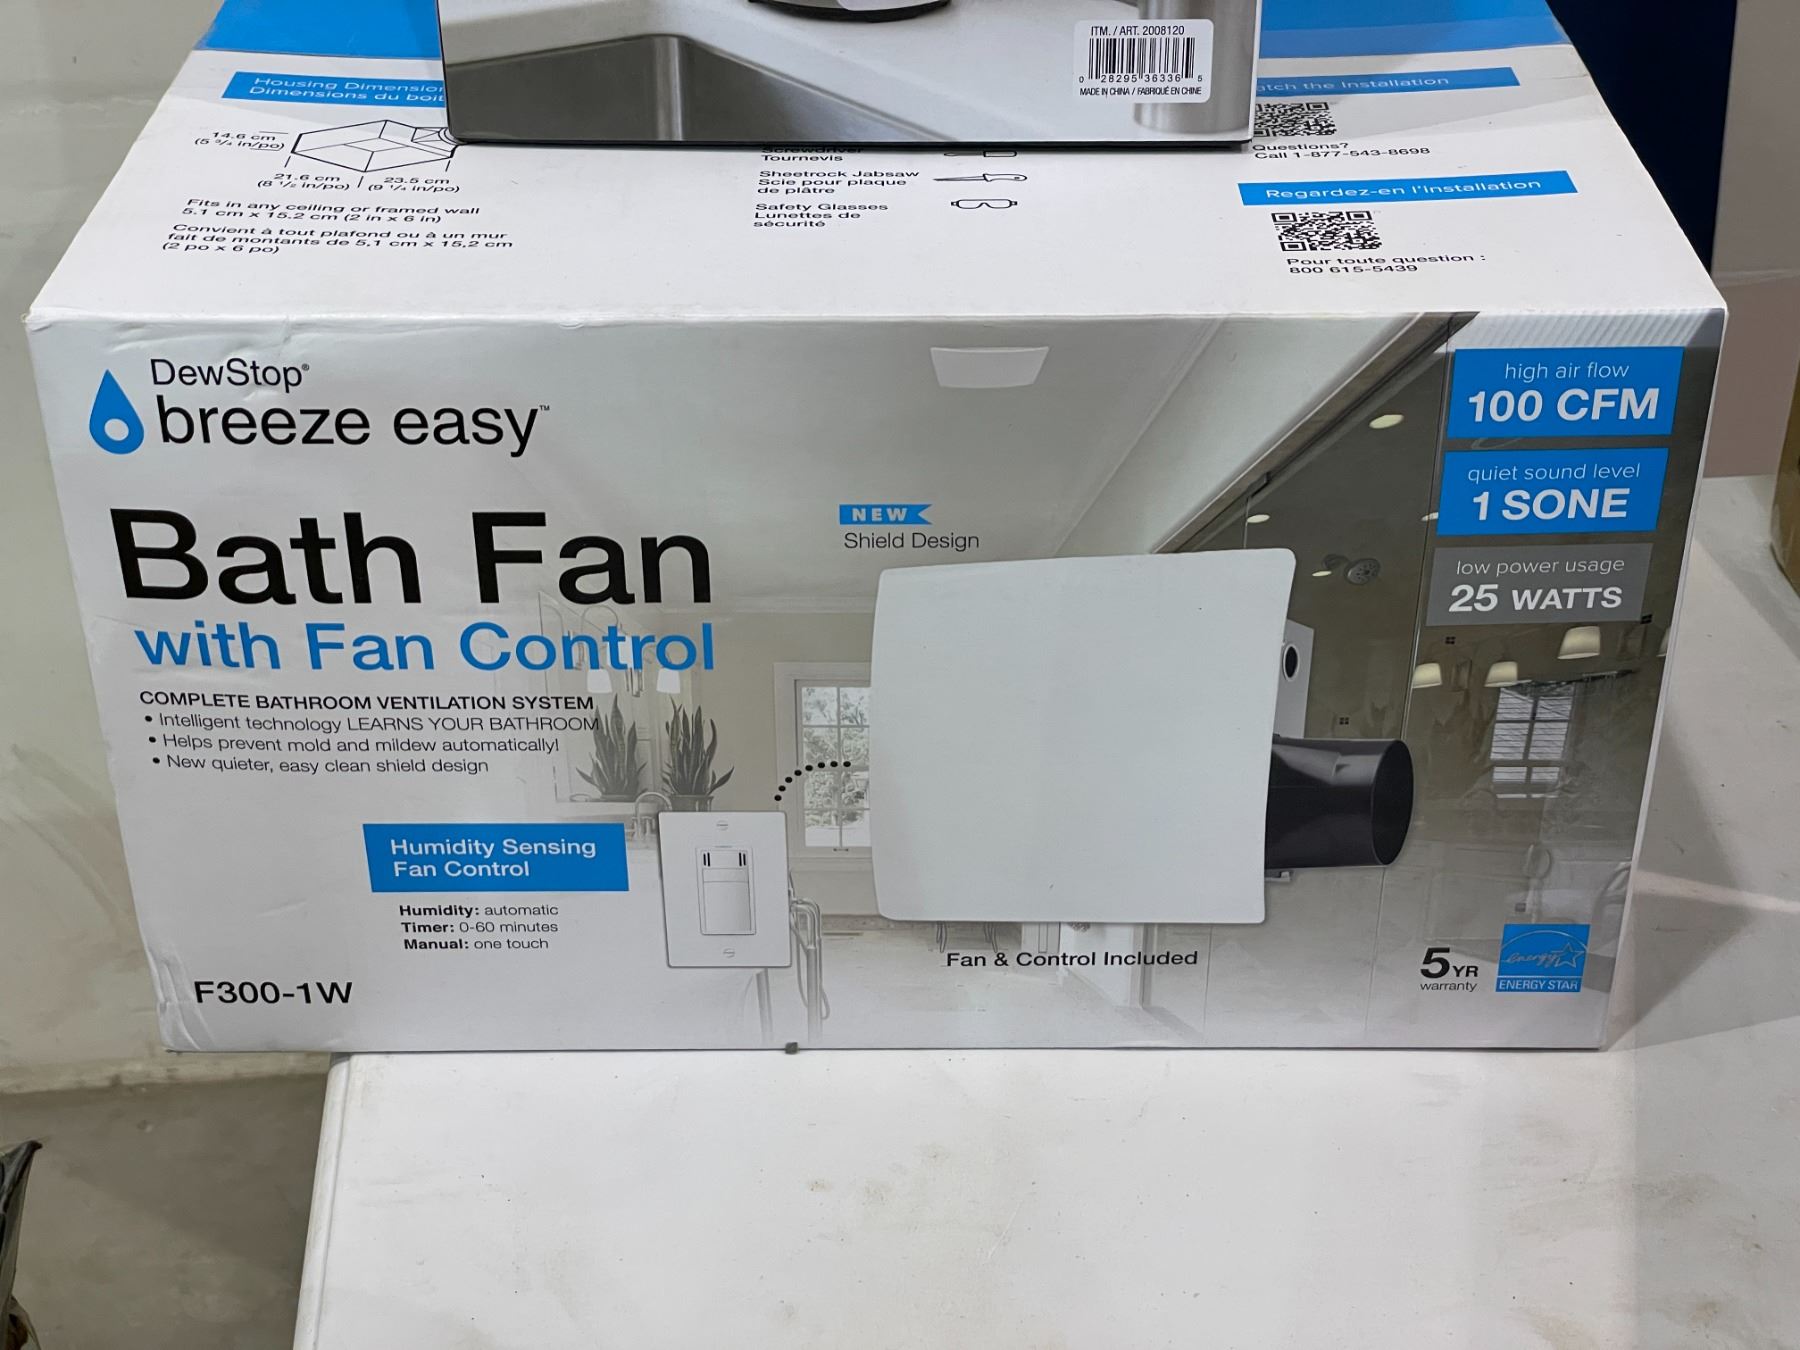 ITM. / ART. 2008120
0 28295 36336 5
MADE IN CHINA / FABRIQUÉ EN CHINE
Housing Dimension
Dimensions du boit
14.6 cm
(5 3/4 in/po)
21.6 cm
(8 1/2 in/po)
23.5 cm
(9 1/4 in/po)
Fits in any ceiling or framed wall
5.1 cm x 15.2 cm (2 in x 6 in)
Convient à tout plafond ou à un mur
fait de montants de 5,1 cm x 15,2 cm
(2 po x 6 po)
Screwdriver
Tournevis
Sheetrock Jabsaw
Scie pour plaque
de plâtre
Safety Glasses
Lunettes de
sécurité
atch the Installation
Questions?
Call 1-877-543-8698
Regardez-en l'installation
Pour toute question :
800 615-5439
DewStop®
breeze easy™
Bath Fan
with Fan Control
COMPLETE BATHROOM VENTILATION SYSTEM
• Intelligent technology LEARNS YOUR BATHROOM
• Helps prevent mold and mildew automatically!
• New quieter, easy clean shield design
Humidity Sensing
Fan Control
Humidity: automatic
Timer: 0-60 minutes
Manual: one touch
F300-1W
NEW
Shield Design
Fan & Control Included
high air flow
100 CFM
quiet sound level
1 SONE
low power usage
25 WATTS
5 YR
warranty
energy
ENERGY STAR